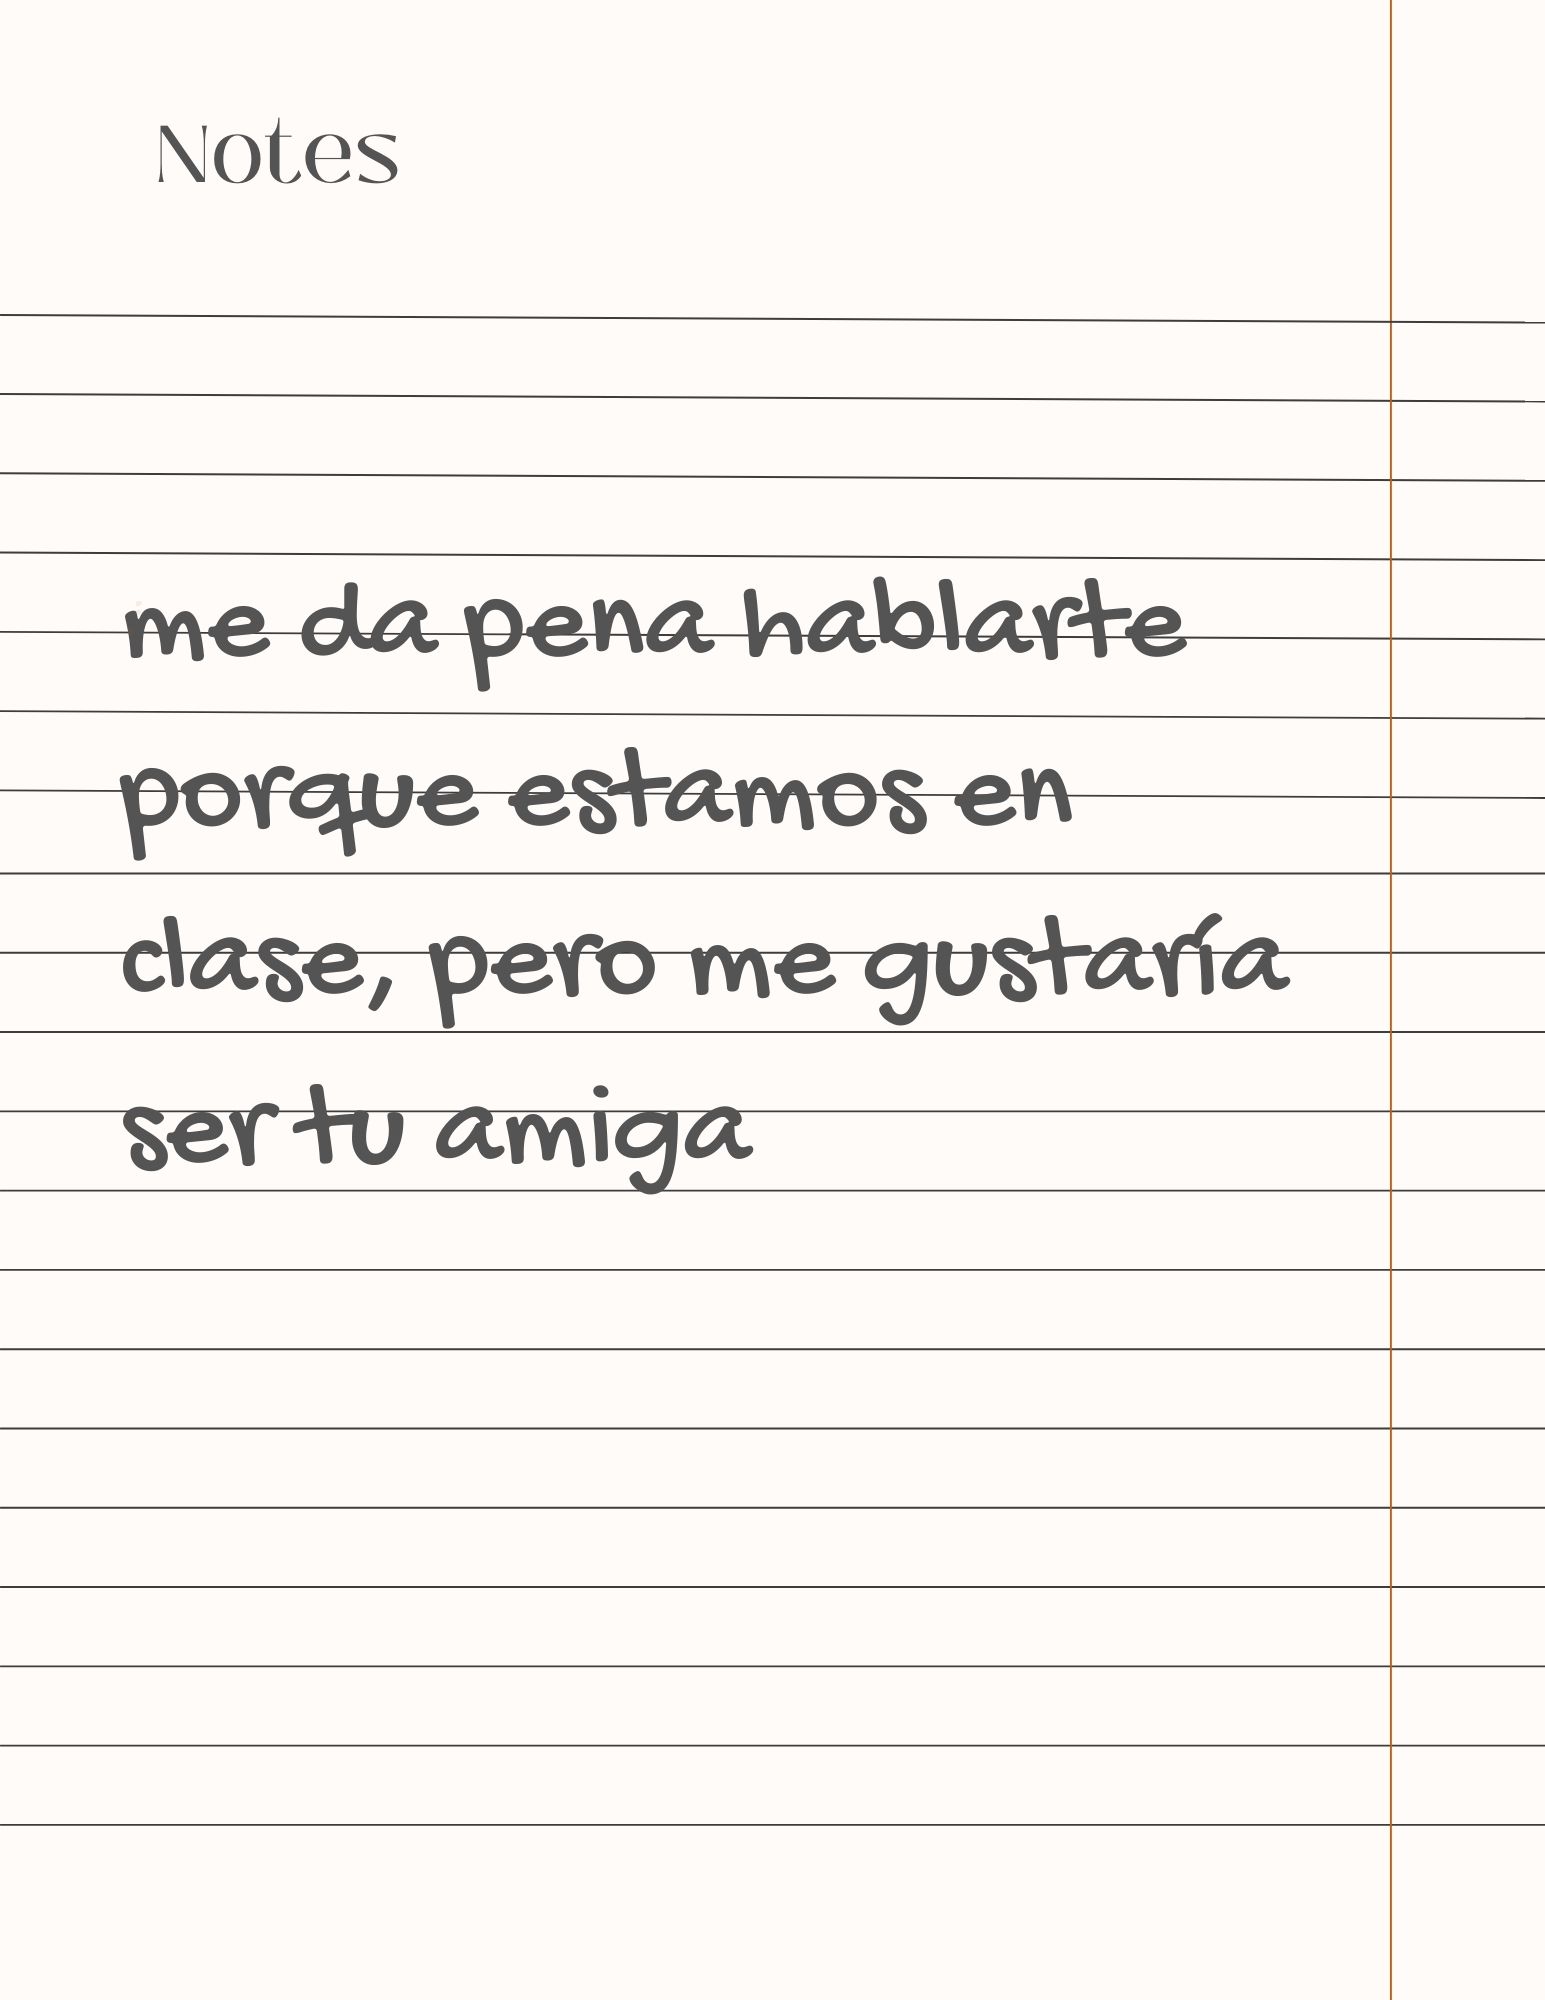 Notes
me da pena hablarte
porque estamos en
clase, pero me gustaría
ser tu amiga